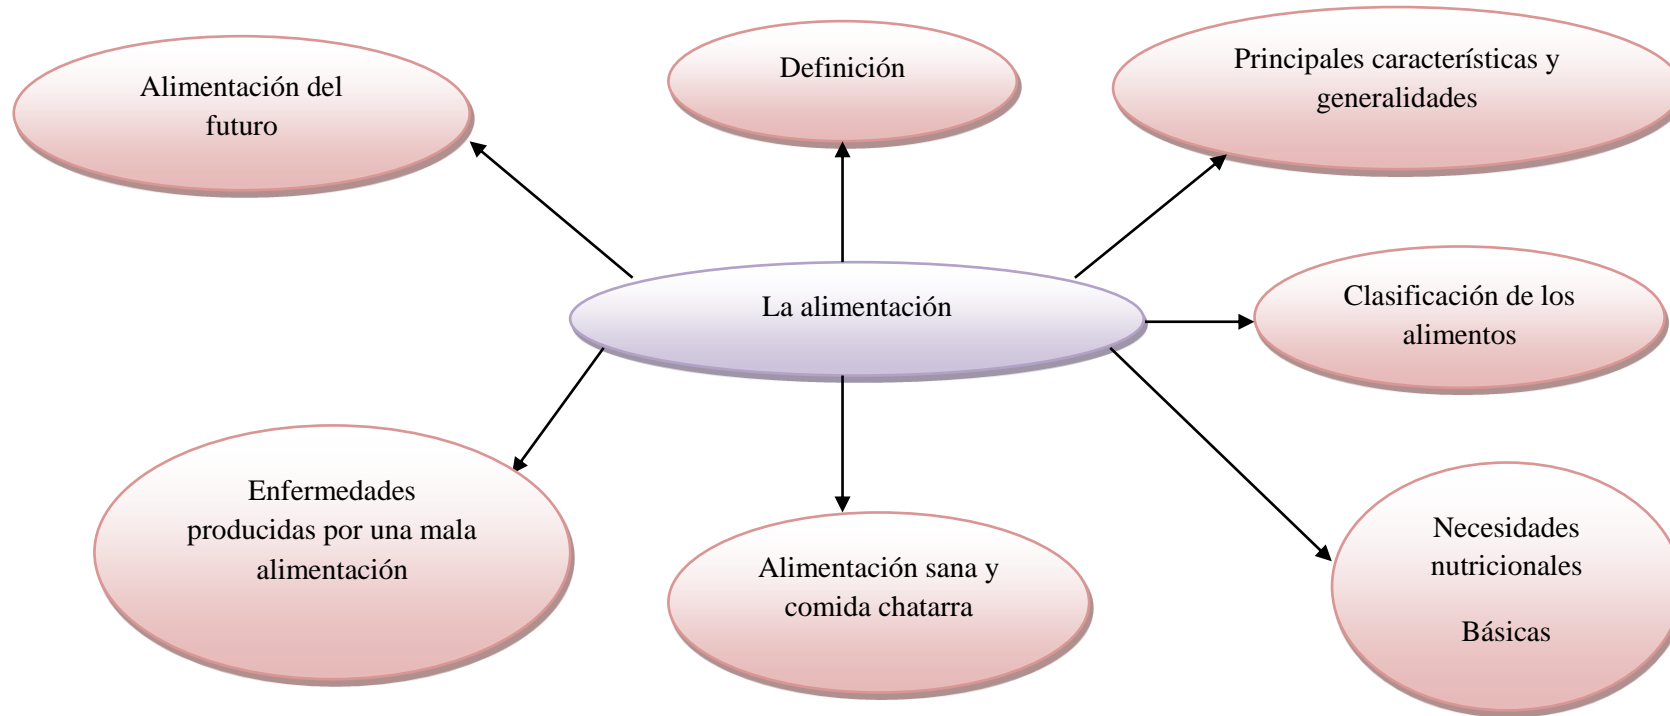 Alimentación del
futuro
Definición
Principales características y
generalidades
La alimentación
Clasificación de los
alimentos
Enfermedades
producidas por una mala
alimentación
Alimentación sana y
comida chatarra
Necesidades
nutricionales
Básicas